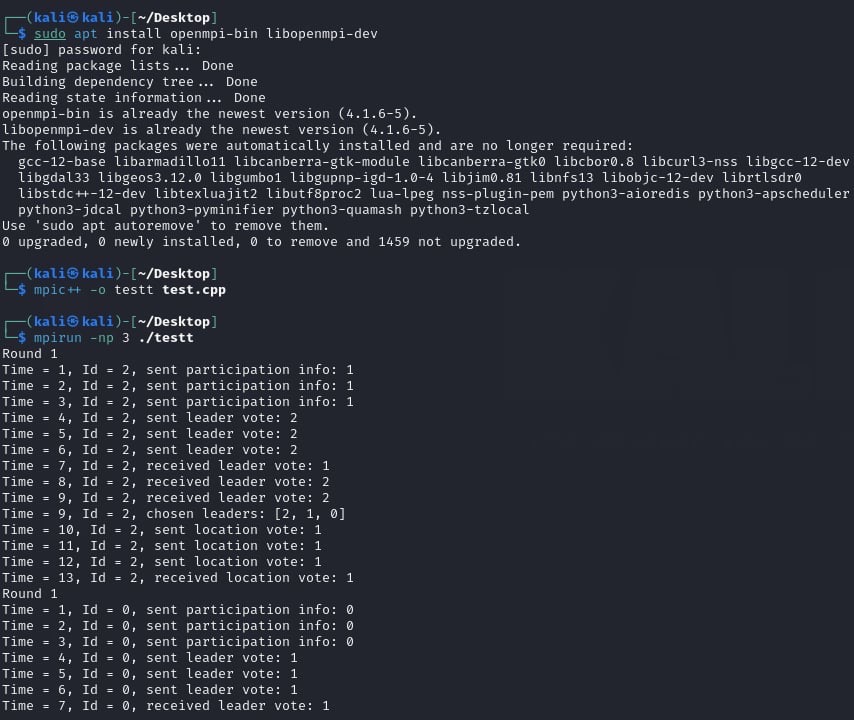 ┌──(kali㉿kali)-[~/Desktop]
└─$ sudo apt install openmpi-bin libopenmpi-dev
[sudo] password for kali:
Reading package lists... Done
Building dependency tree... Done
Reading state information... Done
openmpi-bin is already the newest version (4.1.6-5).
libopenmpi-dev is already the newest version (4.1.6-5).
The following packages were automatically installed and are no longer required:
  gcc-12-base libarmadillo11 libcanberra-gtk-module libcanberra-gtk0 libcbor0.8 libcurl3-nss libgcc-12-dev
  libgdal33 libgeos3.12.0 libgumbo1 libgupnp-igd-1.0-4 libjim0.81 libnfs13 libobjc-12-dev librtlsdr0
  libstdc++-12-dev libtexluajit2 libutf8proc2 lua-lpeg nss-plugin-pem python3-aioredis python3-apscheduler
  python3-jdcal python3-pyminifier python3-quamash python3-tzlocal
Use 'sudo apt autoremove' to remove them.
0 upgraded, 0 newly installed, 0 to remove and 1459 not upgraded.

┌──(kali㉿kali)-[~/Desktop]
└─$ mpic++ -o testt test.cpp

┌──(kali㉿kali)-[~/Desktop]
└─$ mpirun -np 3 ./testt
Round 1
Time = 1, Id = 2, sent participation info: 1
Time = 2, Id = 2, sent participation info: 1
Time = 3, Id = 2, sent participation info: 1
Time = 4, Id = 2, sent leader vote: 2
Time = 5, Id = 2, sent leader vote: 2
Time = 6, Id = 2, sent leader vote: 2
Time = 7, Id = 2, received leader vote: 1
Time = 8, Id = 2, received leader vote: 2
Time = 9, Id = 2, received leader vote: 2
Time = 9, Id = 2, chosen leaders: [2, 1, 0]
Time = 10, Id = 2, sent location vote: 1
Time = 11, Id = 2, sent location vote: 1
Time = 12, Id = 2, sent location vote: 1
Time = 13, Id = 2, received location vote: 1
Round 1
Time = 1, Id = 0, sent participation info: 0
Time = 2, Id = 0, sent participation info: 0
Time = 3, Id = 0, sent participation info: 0
Time = 4, Id = 0, sent leader vote: 1
Time = 5, Id = 0, sent leader vote: 1
Time = 6, Id = 0, sent leader vote: 1
Time = 7, Id = 0, received leader vote: 1